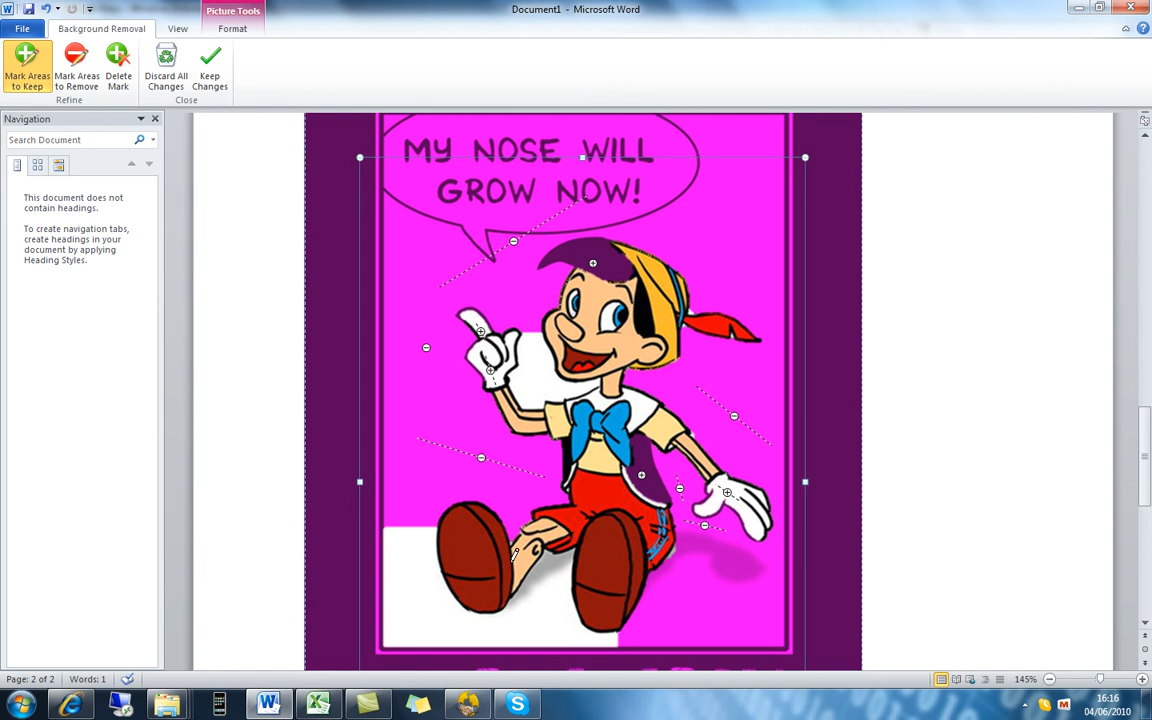 Document1 - Microsoft Word
Picture Tools
File
Background Removal
View
Format
Mark Areas to Keep
Mark Areas to Remove
Delete Mark
Discard All Changes
Keep Changes
Refine
Close
Navigation
Search Document
This document does not
contain headings.
To create navigation tabs,
create headings in your
document by applying
Heading Styles.
MY NOSE WILL
GROW NOW!
Page: 2 of 2
Words: 1
145%
16:16
04/06/2010